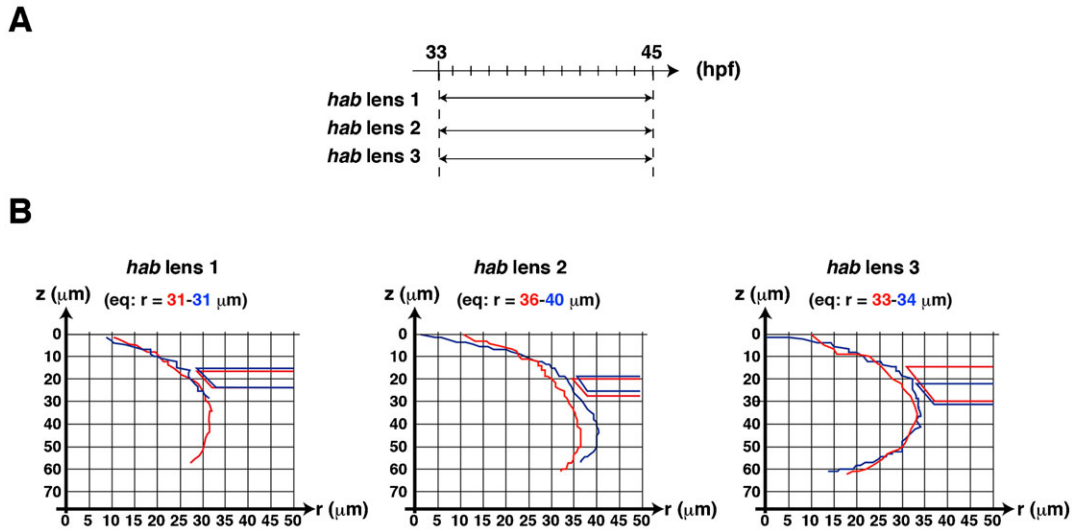 A
33 45 (hpf)
hab lens 1
hab lens 2
hab lens 3
B
hab lens 1
z (μm) (eq: r = 31-31 μm)
0
10
20
30
40
50
60
70
0 5 10 15 20 25 30 35 40 45 50 r (μm)
hab lens 2
z (μm) (eq: r = 36-40 μm)
0
10
20
30
40
50
60
70
0 5 10 15 20 25 30 35 40 45 50 r (μm)
hab lens 3
z (μm) (eq: r = 33-34 μm)
0
10
20
30
40
50
60
70
0 5 10 15 20 25 30 35 40 45 50 r (μm)